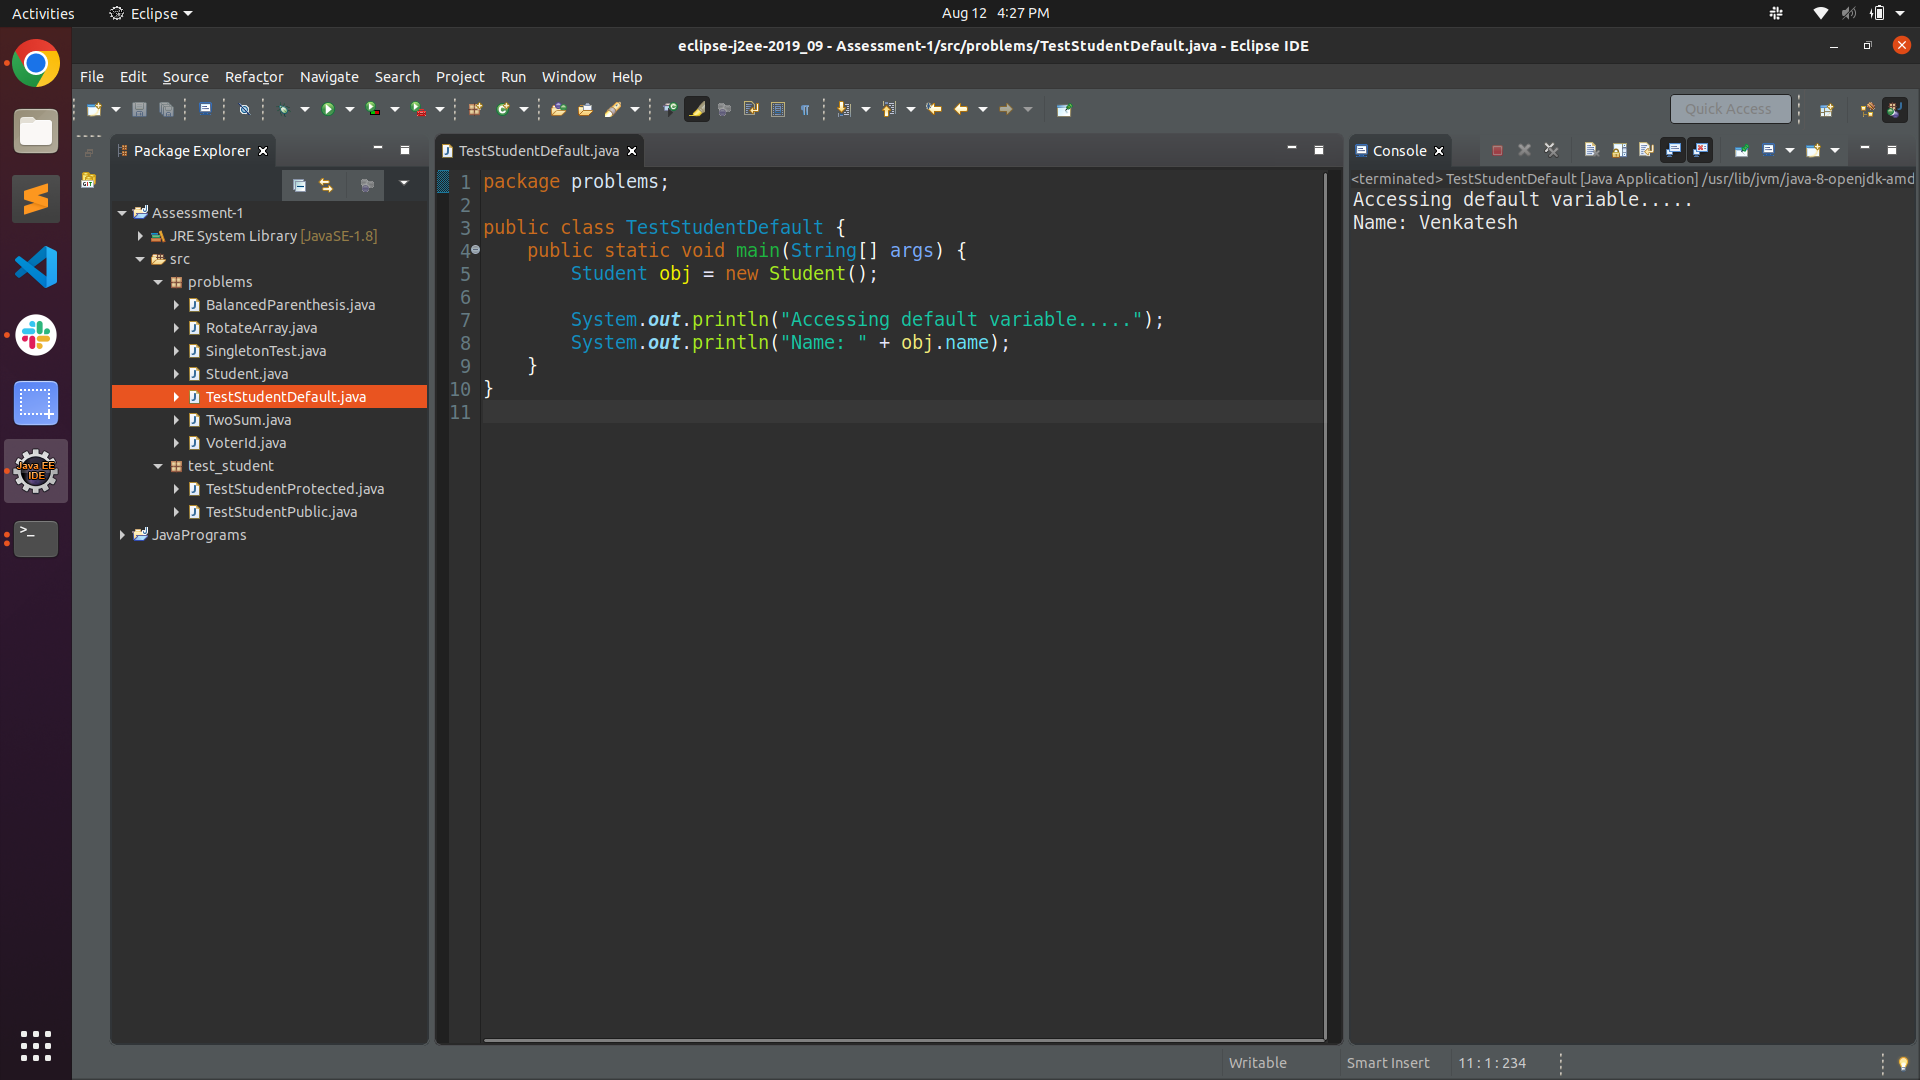 Activities
Eclipse
Aug 12 4:27 PM
eclipse-j2ee-2019_09 - Assessment-1/src/problems/TestStudentDefault.java - Eclipse IDE
File Edit Source Refactor Navigate Search Project Run Window Help
Quick Access
Package Explorer
TestStudentDefault.java
Console
Assessment-1
JRE System Library [JavaSE-1.8]
src
problems
BalancedParenthesis.java
RotateArray.java
SingletonTest.java
Student.java
TestStudentDefault.java
TwoSum.java
VoterId.java
test_student
TestStudentProtected.java
TestStudentPublic.java
JavaPrograms
Java EE
IDE
>_
GIT
1 package problems;
2
3 public class TestStudentDefault {
4 public static void main(String[] args) {
5 Student obj = new Student();
6
7 System.out.println("Accessing default variable.....");
8 System.out.println("Name: " + obj.name);
9 }
10 }
11
<terminated> TestStudentDefault [Java Application] /usr/lib/jvm/java-8-openjdk-amd
Accessing default variable.....
Name: Venkatesh
Writable
Smart Insert
11 : 1 : 234